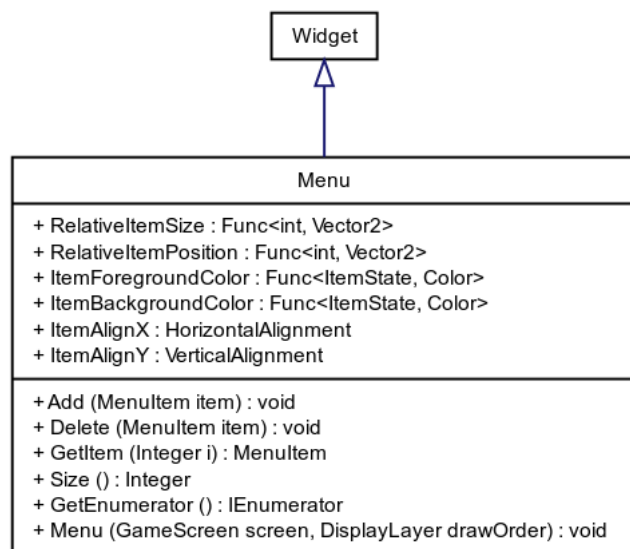 Widget
Menu
+ RelativeItemSize : Func<int, Vector2>
+ RelativeItemPosition : Func<int, Vector2>
+ ItemForegroundColor : Func<ItemState, Color>
+ ItemBackgroundColor : Func<ItemState, Color>
+ ItemAlignX : HorizontalAlignment
+ ItemAlignY : VerticalAlignment
+ Add (MenuItem item) : void
+ Delete (MenuItem item) : void
+ GetItem (Integer i) : MenuItem
+ Size () : Integer
+ GetEnumerator () : IEnumerator
+ Menu (GameScreen screen, DisplayLayer drawOrder) : void